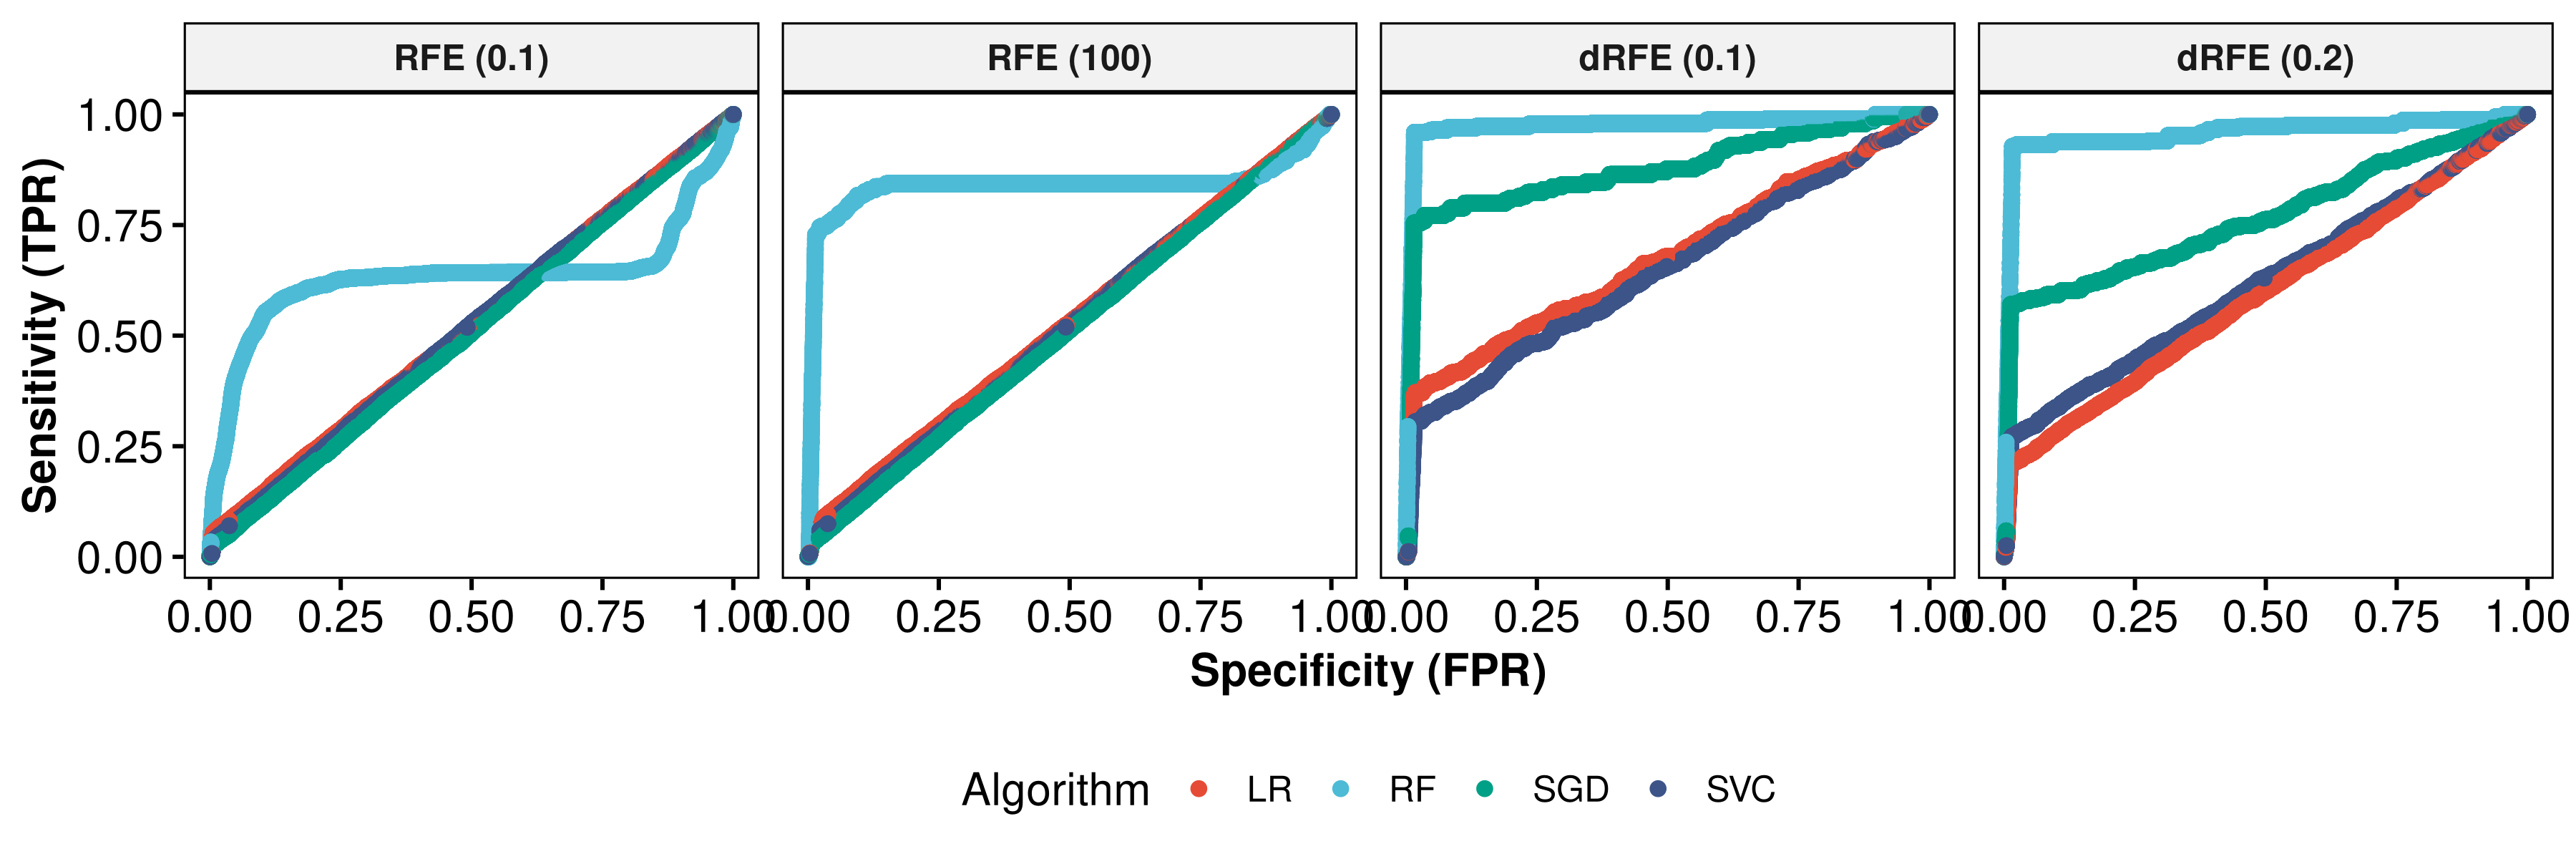 RFE (0.1) RFE (100) dRFE (0.1) dRFE (0.2)
Sensitivity (TPR)
1.00
0.75
0.50
0.25
0.00
0.00 0.25 0.50 0.75 1.00 0.00 0.25 0.50 0.75 1.00 0.00 0.25 0.50 0.75 1.00 0.00 0.25 0.50 0.75 1.00
Specificity (FPR)
Algorithm LR RF SGD SVC